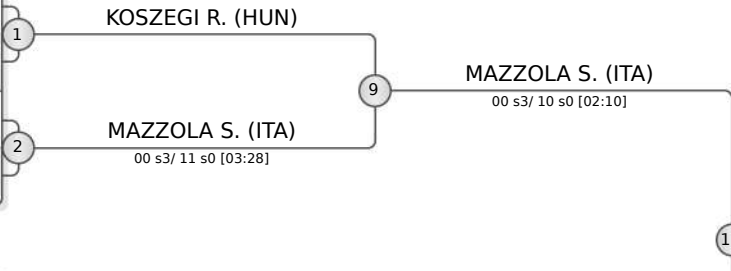 KOSZEGI R. (HUN)
1
MAZZOLA S. (ITA)
9
00 s3/ 10 s0 [02:10]
MAZZOLA S. (ITA)
2
00 s3/ 11 s0 [03:28]